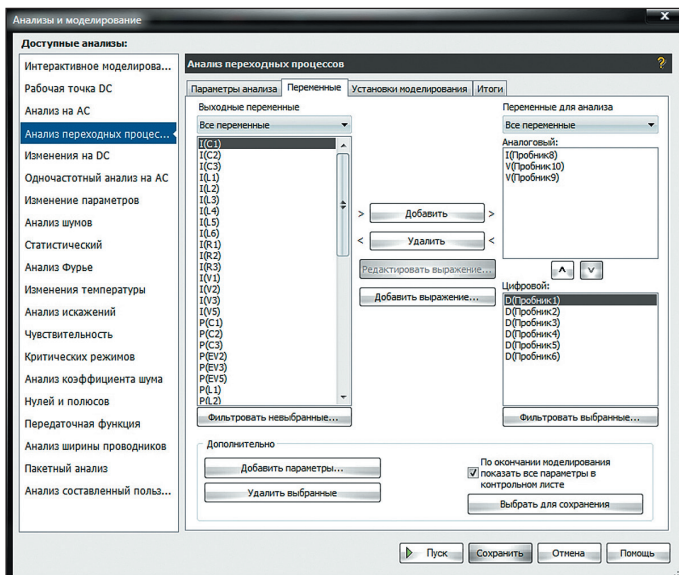 Анализы и моделирование
x
Доступные анализы:
Интерактивное моделирова...
Рабочая точка DC
Анализ на AC
Анализ переходных процес...
Изменения на DC
Одночастотный анализ на AC
Изменение параметров
Анализ шумов
Статистический
Анализ Фурье
Изменения температуры
Анализ искажений
Чувствительность
Критических режимов
Анализ коэффициента шума
Нулей и полюсов
Передаточная функция
Анализ ширины проводников
Пакетный анализ
Анализ составленный польз...
Анализ переходных процессов
?
Параметры анализа Переменные Установки моделирования Итоги
Выходные переменные
Все переменные
I(C1)
I(C2)
I(C3)
I(L1)
I(L2)
I(L3)
I(L4)
I(L5)
I(L6)
I(R1)
I(R2)
I(R3)
I(V1)
I(V2)
I(V3)
I(V5)
P(C1)
P(C2)
P(C3)
P(EV2)
P(EV3)
P(EV5)
P(L1)
P(L2)
Фильтровать невыбранные...
> Добавить >
< Удалить <
Редактировать выражение...
Добавить выражение...
Переменные для анализа
Все переменные
Аналоговый:
I(Пробник8)
V(Пробник10)
V(Пробник9)
Цифровой:
D(Пробник1)
D(Пробник2)
D(Пробник3)
D(Пробник4)
D(Пробник5)
D(Пробник6)
Фильтровать выбранные...
Дополнительно
Добавить параметры...
Удалить выбранные
По окончании моделирования
показать все параметры в
контрольном листе
Выбрать для сохранения
Пуск Сохранить Отмена Помощь